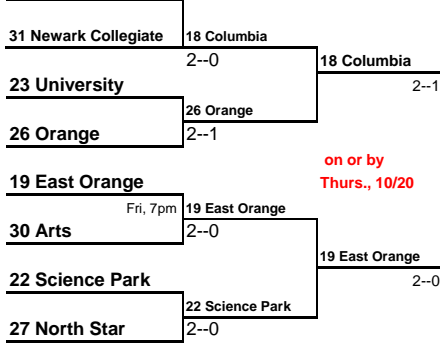 31 Newark Collegiate
18 Columbia
2--0
18 Columbia
23 University
2--1
26 Orange
26 Orange
2--1
on or by
19 East Orange
Thurs., 10/20
Fri, 7pm
19 East Orange
30 Arts
2--0
19 East Orange
22 Science Park
2--0
22 Science Park
27 North Star
2--0